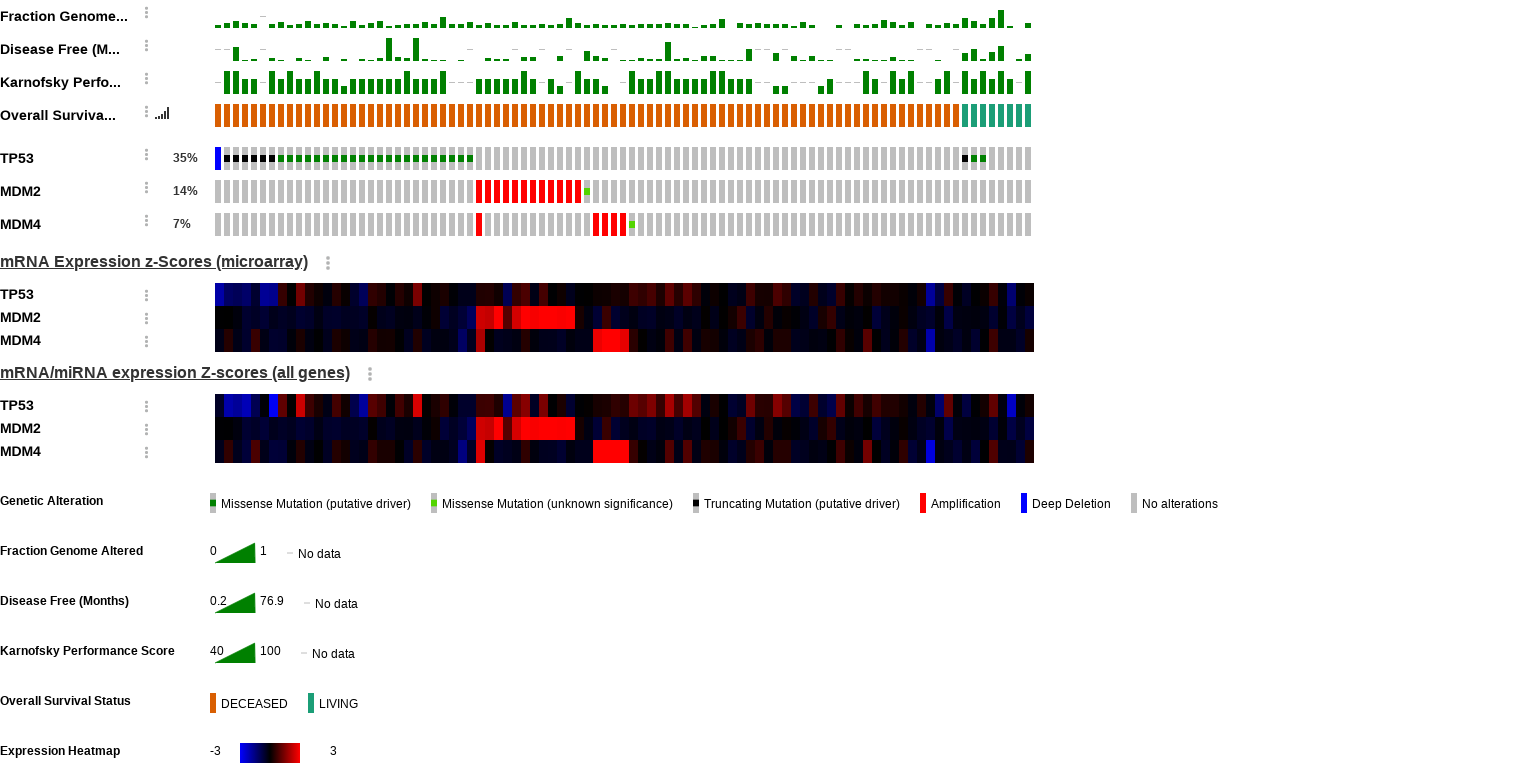 Fraction Genome...
Disease Free (M...
Karnofsky Perfo...
Overall Surviva...
TP53 35%
MDM2 14%
MDM4 7%
mRNA Expression z-Scores (microarray)
TP53
MDM2
MDM4
mRNA/miRNA expression Z-scores (all genes)
TP53
MDM2
MDM4
Genetic Alteration Missense Mutation (putative driver) Missense Mutation (unknown significance) Truncating Mutation (putative driver) Amplification Deep Deletion No alterations
Fraction Genome Altered 0 1 No data
Disease Free (Months) 0.2 76.9 No data
Karnofsky Performance Score 40 100 No data
Overall Survival Status DECEASED LIVING
Expression Heatmap -3 3